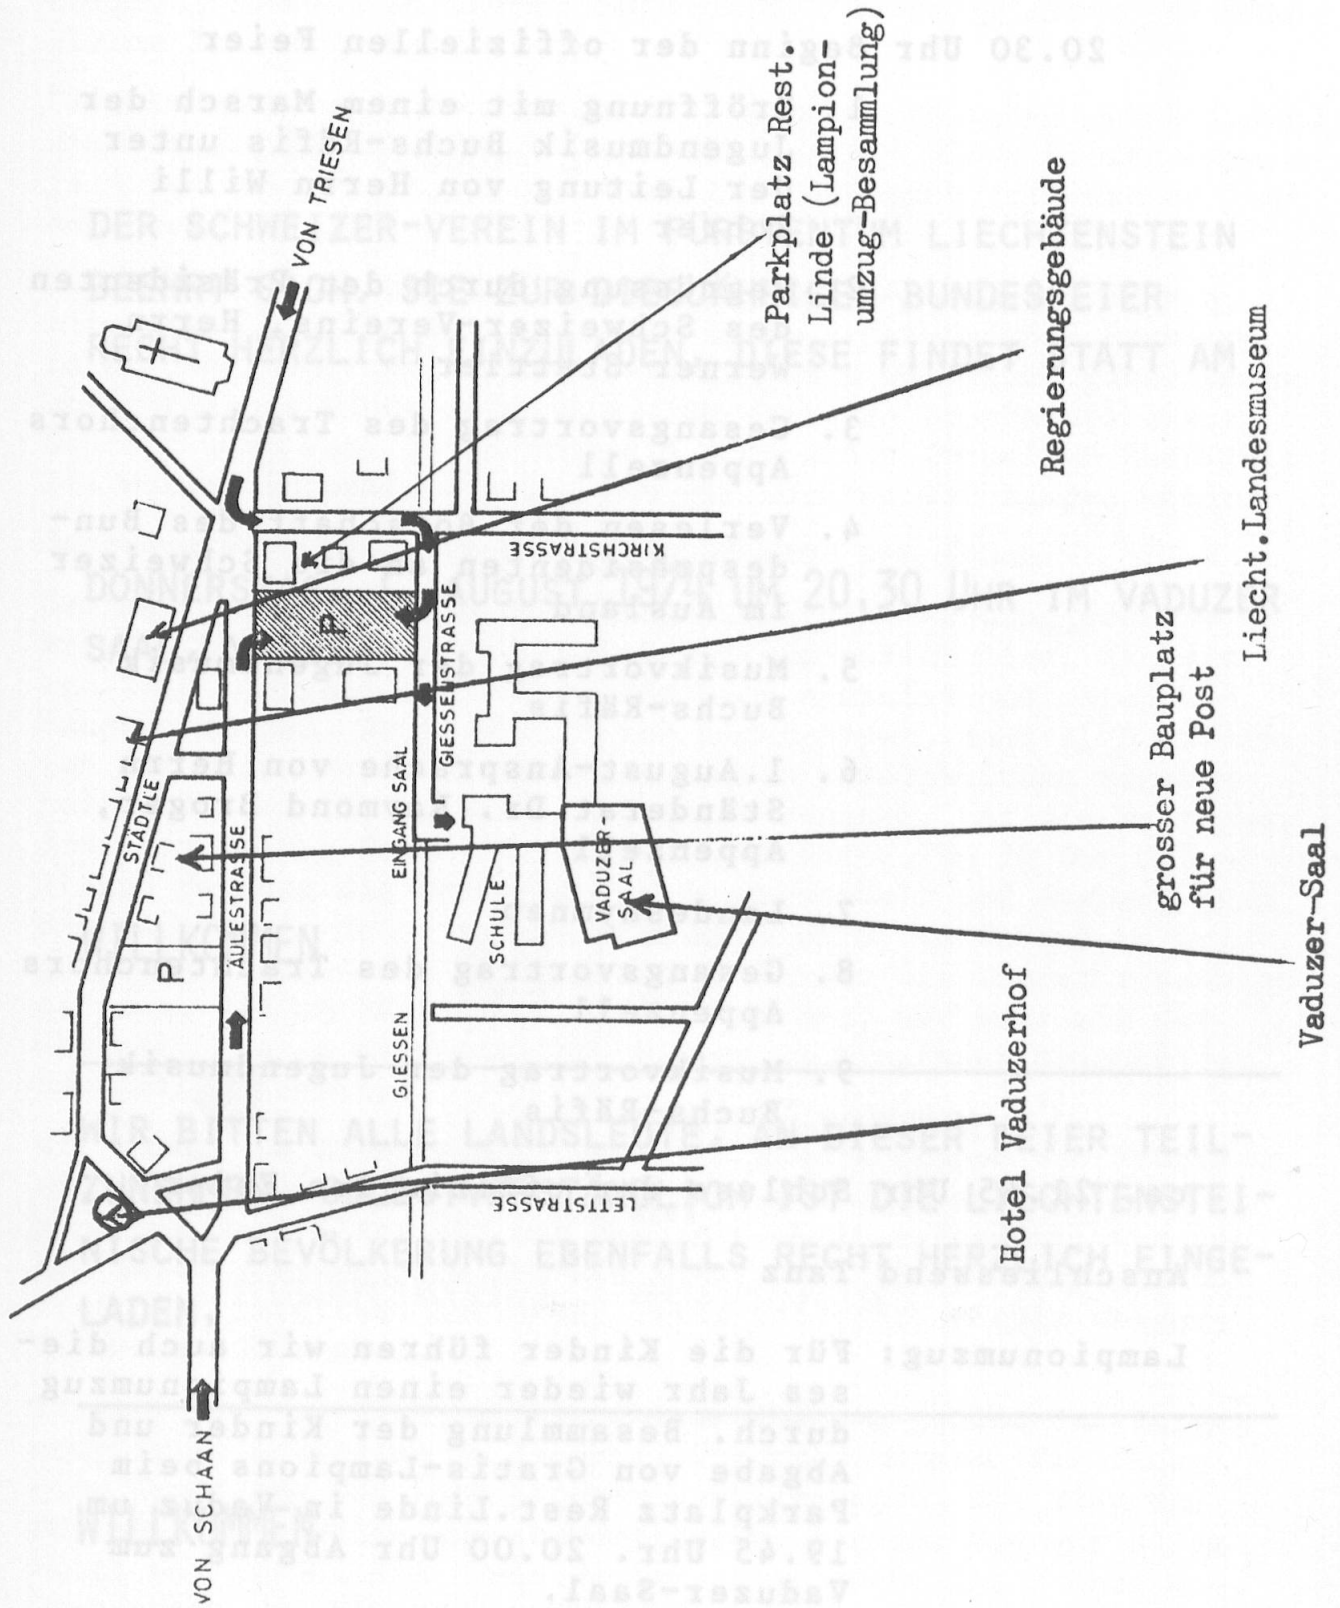 VON TRIESEN
Parkplatz Rest.
Linde (Lampion-
umzug-Besammlung)
Regierungsgebäude
Liecht.Landesmuseum
grosser Bauplatz
für neue Post
Vaduzer-Saal
Hotel Vaduzerhof
VON SCHAAN
STÄDTLE
AULESTRASSE
P
P
GIESSENSTRASSE
KIRCHSTRASSE
EINGANG SAAL
GIESSEN
SCHULE
VADUZER-
SAAL
LETTSTRASSE
DER SCHWEIZER-VEREIN IM LIECHTENSTEIN
BUNDESFEIER
RECHT HERZLICH DIESE FINDET STATT AM
AUGUST UM 20.30 UHR IM VADUZER
WILLKOMMEN
WIR BITTEN ALLE LANDSLEUTE, AN DIESER FEIER TEIL-
IST DIE LIECHTENSTEI-
NISCHE BEVÖLKERUNG EBENFALLS RECHT HERZLICH EINGE-
LADEN.
WILLKOMMEN
20.30 Uhr Beginn der offiziellen Feier
1. Eröffnung mit einem Marsch der
Jugendmusik Buchs-Räfis unter
der Leitung von Herrn Willi
durch den Präsidenten
des Schweizer-Vereins, Herrn
Werner
3. Gesangsvortrag des Trachtenchors
Appenzell
4. Verlesen der Botschaft des Bun-
despräsidenten an die Schweizer
im Ausland
5. Musikvortrag der Jugendmusik
Buchs-Räfis
6. 1.August-Ansprache von Herrn
Ständerat Dr. Raymond Broger,
Appenzell
7. Landeshymnen
8. Gesangsvortrag des Trachtenchors
Appenzell
9. Musikvortrag der Jugendmusik
Buchs-Räfis
Anschliessend Tanz
Lampionumzug: Für die Kinder führen wir auch die-
ses Jahr wieder einen Lampionumzug
durch. Besammlung der Kinder und
Abgabe von Gratis-Lampions beim
Parkplatz Rest.Linde in Vaduz um
19.45 Uhr. 20.00 Uhr Abgang zum
Vaduzer-Saal.